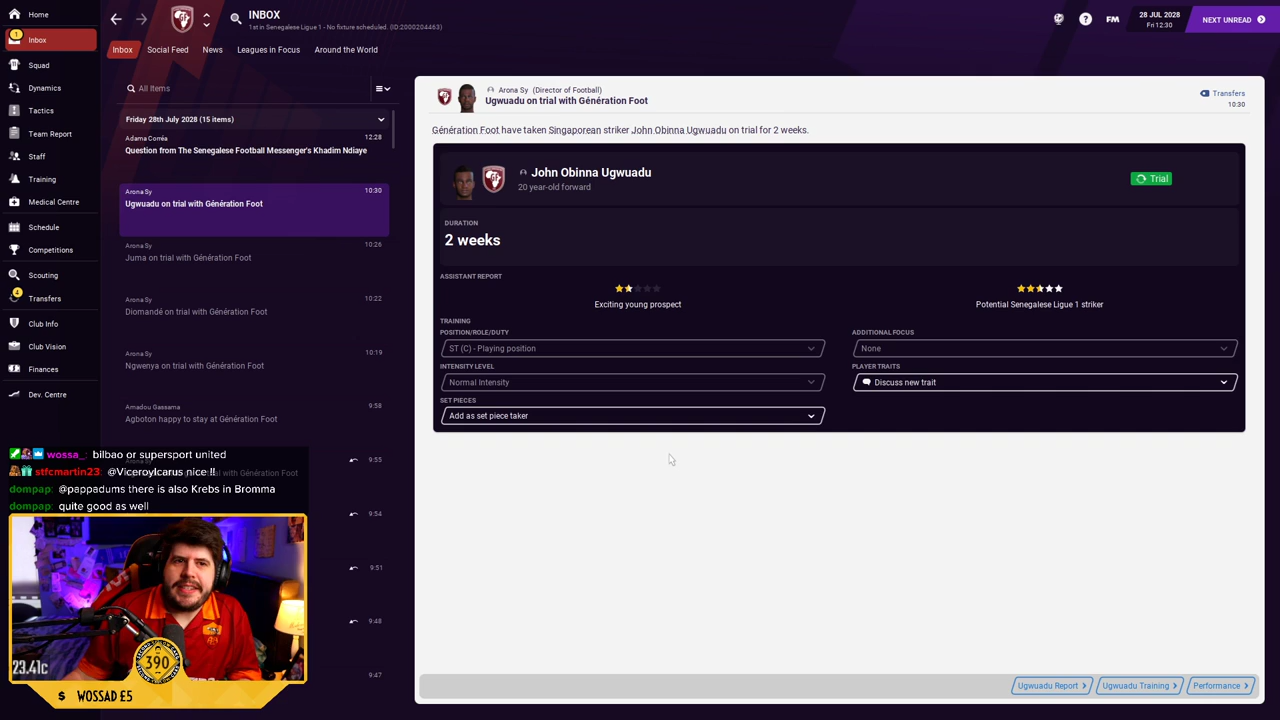 Home
INBOX
1st in Senegalese Ligue 1 - No fixture scheduled. (ID:2000204463)
FM
28 JUL 2028
Fri 12:30
NEXT UNREAD
1
Inbox
Inbox
Social Feed
News
Leagues in Focus
Around the World
Squad
Dynamics
Tactics
Team Report
Staff
Training
Medical Centre
Schedule
Competitions
Scouting
4
Transfers
Club Info
Club Vision
Finances
Dev. Centre
All Items
Friday 28th July 2028 (15 items)
Adama Corréa
12:28
Question from The Senegalese Football Messenger's Khadim Ndiaye
Arona Sy
10:30
Ugwuadu on trial with Génération Foot
Arona Sy
10:26
Juma on trial with Génération Foot
Arona Sy
10:22
Diomandé on trial with Génération Foot
Arona Sy
10:19
Ngwenya on trial with Génération Foot
Amadou Gassama
9:58
Agboton happy to stay at Génération Foot
9:55
al with Génération Foot
9:54
9:51
9:48
9:47
Arona Sy (Director of Football)
Ugwuadu on trial with Génération Foot
Transfers
10:30
Génération Foot have taken Singaporean striker John Obinna Ugwuadu on trial for 2 weeks.
John Obinna Ugwuadu
20 year-old forward
Trial
DURATION
2 weeks
ASSISTANT REPORT
Exciting young prospect
Potential Senegalese Ligue 1 striker
TRAINING
POSITION/ROLE/DUTY
ST (C) - Playing position
ADDITIONAL FOCUS
None
INTENSITY LEVEL
Normal Intensity
PLAYER TRAITS
Discuss new trait
SET PIECES
Add as set piece taker
Ugwuadu Report
Ugwuadu Training
Performance
wossa_: bilbao or supersport united
stfcmartin23: @ViceroyIcarus nice !!
dompap: @pappadums there is also Krebs in Bromma
dompap: quite good as well
23.41c
390
$ WOSSAD £5